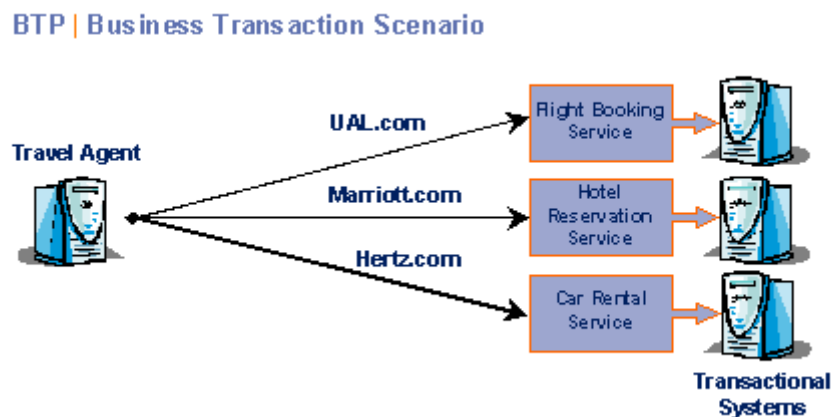 BTP | Business Transaction Scenario
UAL.com
Flight Booking
Service
Travel Agent
Marriott.com
Hotel
Reservation
Service
Hertz.com
Car Rental
Service
Transactional
Systems